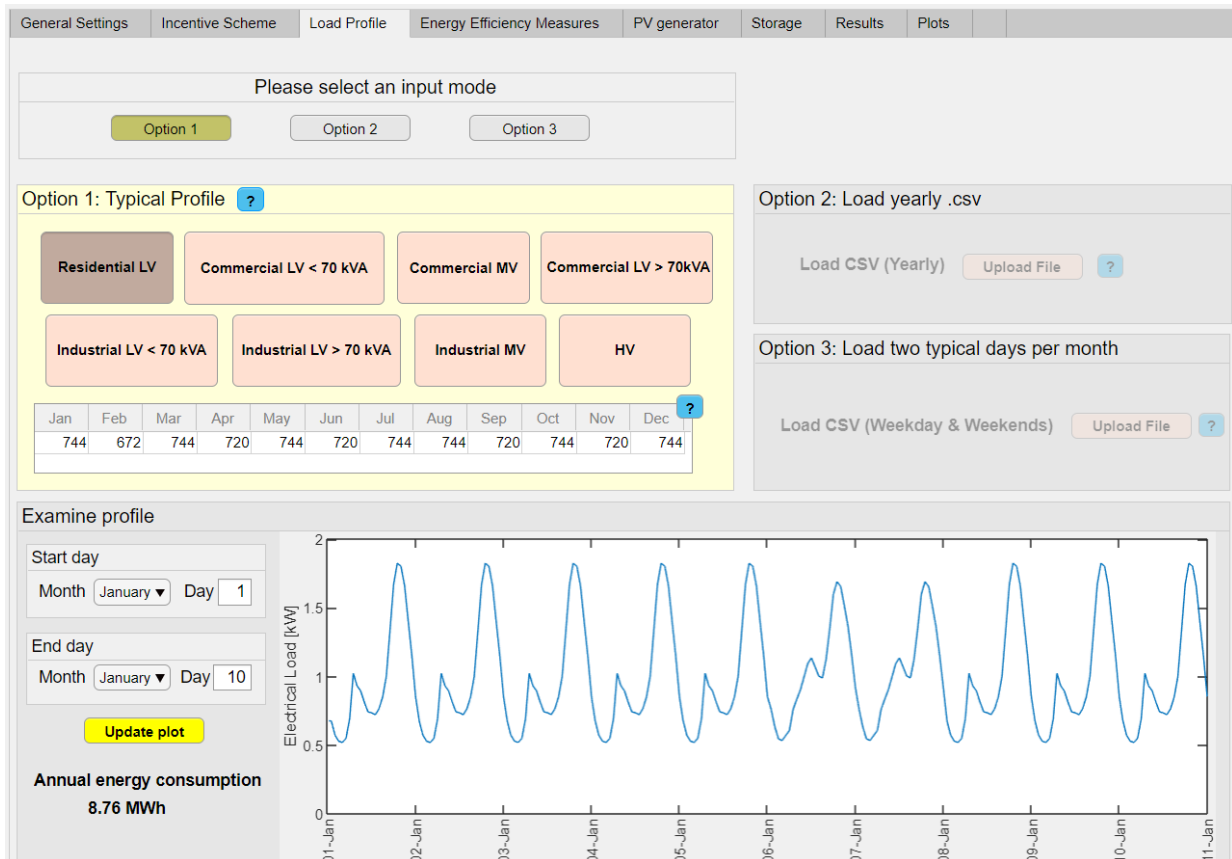 General Settings Incentive Scheme Load Profile Energy Efficiency Measures PV generator Storage Results Plots
Please select an input mode
Option 1 Option 2 Option 3
Option 1: Typical Profile ?
Residential LV Commercial LV < 70 kVA Commercial MV Commercial LV > 70kVA
Industrial LV < 70 kVA Industrial LV > 70 kVA Industrial MV HV
?
Jan Feb Mar Apr May Jun Jul Aug Sep Oct Nov Dec
744 672 744 720 744 720 744 744 720 744 720 744
Option 2: Load yearly .csv
Load CSV (Yearly) Upload File ?
Option 3: Load two typical days per month
Load CSV (Weekday & Weekends) Upload File ?
Examine profile
Start day
Month January ▾ Day 1
End day
Month January ▾ Day 10
Update plot
Annual energy consumption
8.76 MWh
Electrical Load [kW]
2
1.5
1
0.5
0
01-Jan 02-Jan 03-Jan 04-Jan 05-Jan 06-Jan 07-Jan 08-Jan 09-Jan 10-Jan 11-Jan